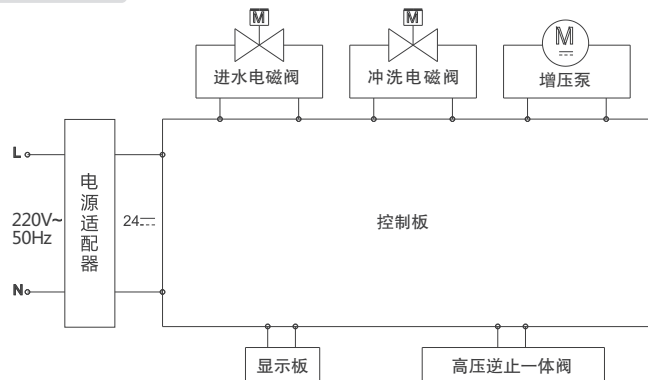 M
M
M
进水电磁阀
冲洗电磁阀
增压泵
L
220V~
50Hz
N
电源适配器
24⎓
控制板
显示板
高压逆止一体阀